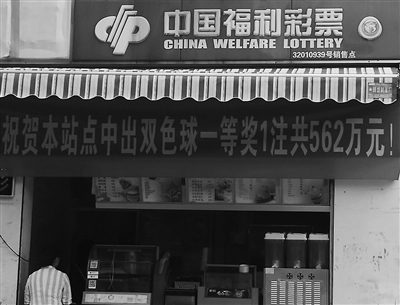 中国福利彩票
CHINA WELFARE LOTTERY
32010939号销售点
祝贺本站点中出双色球一等奖1注共562万元!